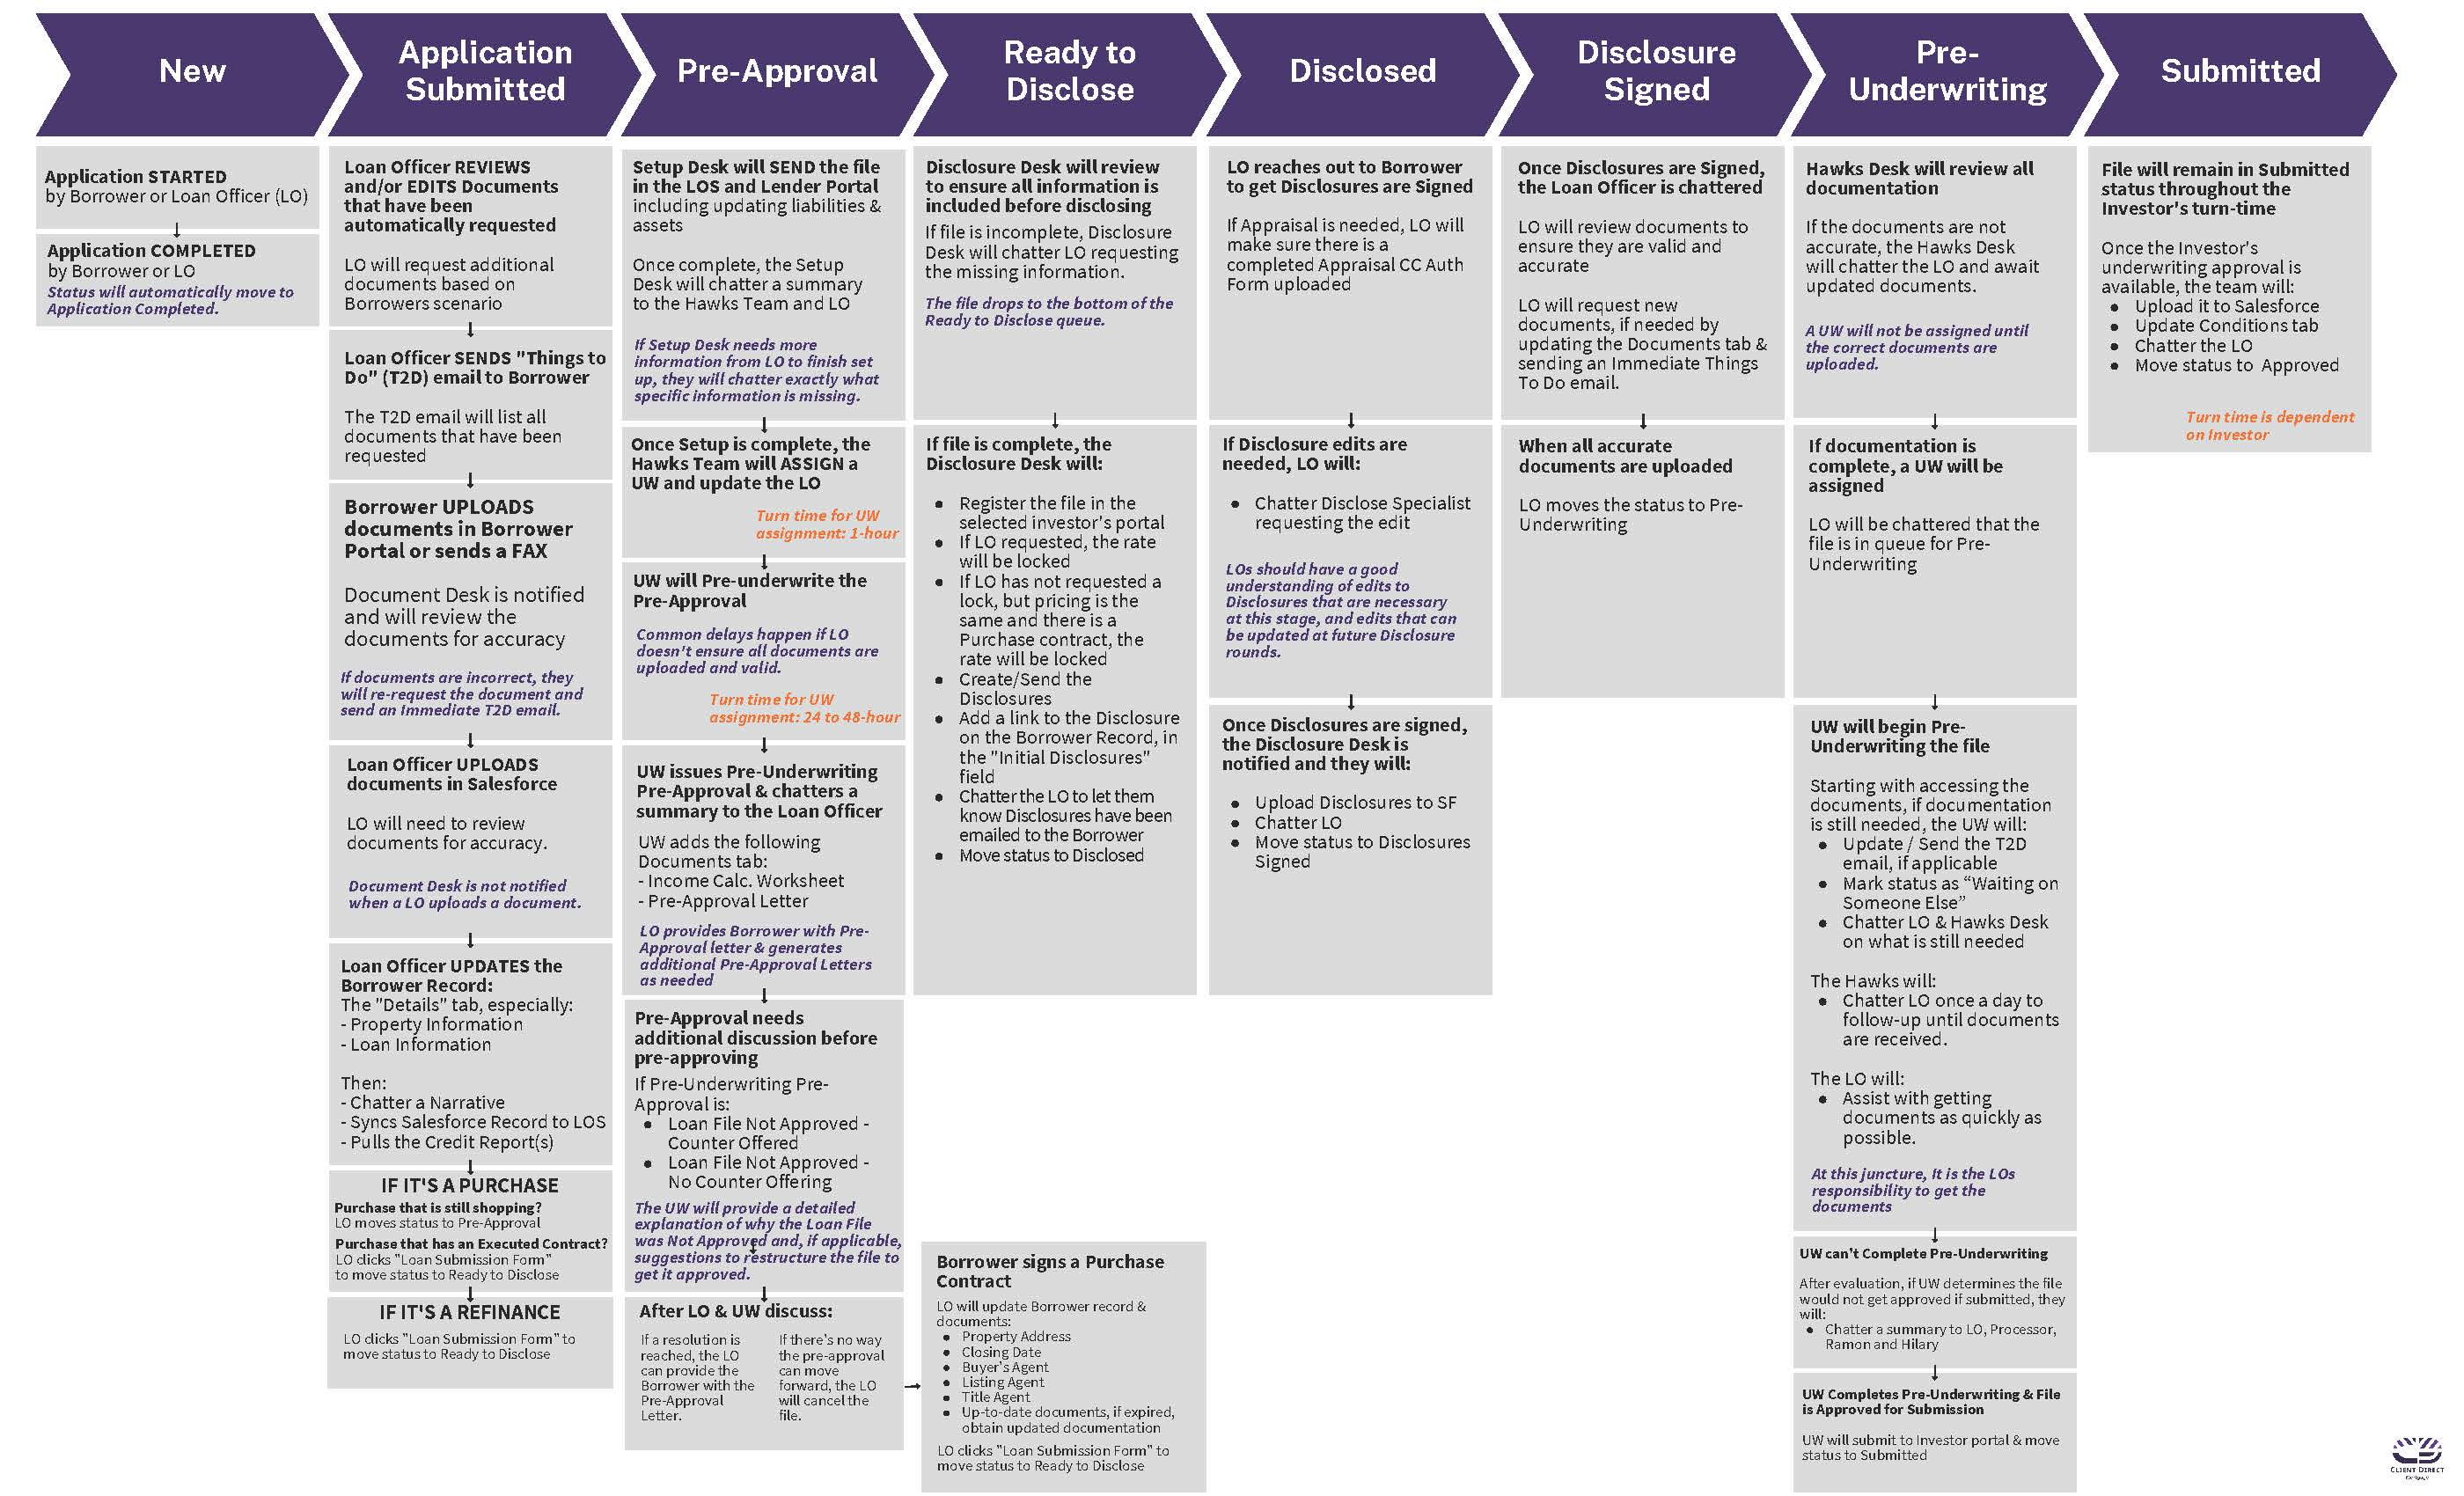 New
Application
Submitted
Pre-Approval
Ready to
Disclose
Disclosed
Disclosure
Signed
Pre-
Underwriting
Submitted
Application STARTED
by Borrower or Loan Officer (LO)
Application COMPLETED
by Borrower or LO
Status will automatically move to
Application Completed.
Loan Officer REVIEWS
and/or EDITS Documents
that have been
automatically requested
LO will request additional
documents based on
Borrowers scenario
Loan Officer SENDS "Things to
Do" (T2D) email to Borrower
The T2D email will list all
documents that have been
requested
Borrower UPLOADS
documents in Borrower
Portal or sends a FAX
Document Desk is notified
and will review the
documents for accuracy
If documents are incorrect, they
will re-request the document and
send an Immediate T2D email.
Loan Officer UPLOADS
documents in Salesforce
LO will need to review
documents for accuracy.
Document Desk is not notified
when a LO uploads a document.
Loan Officer UPDATES the
Borrower Record:
The "Details" tab, especially:
- Property Information
- Loan Information
Then:
- Chatter a Narrative
- Syncs Salesforce Record to LOS
- Pulls the Credit Report(s)
IF IT'S A PURCHASE
Purchase that is still shopping?
LO moves status to Pre-Approval
Purchase that has an Executed Contract?
LO clicks "Loan Submission Form"
to move status to Ready to Disclose
IF IT'S A REFINANCE
LO clicks "Loan Submission Form" to
move status to Ready to Disclose
Setup Desk will SEND the file
in the LOS and Lender Portal
including updating liabilities &
assets
Once complete, the Setup
Desk will chatter a summary
to the Hawks Team and LO
If Setup Desk needs more
information from LO to finish set
up, they will chatter exactly what
specific information is missing.
Once Setup is complete, the
Hawks Team will ASSIGN a
UW and update the LO
Turn time for UW
assignment: 1-hour
UW will Pre-underwrite the
Pre-Approval
Common delays happen if LO
doesn't ensure all documents are
uploaded and valid.
Turn time for UW
assignment: 24 to 48-hour
UW issues Pre-Underwriting
Pre-Approval & chatters a
summary to the Loan Officer
UW adds the following
Documents tab:
- Income Calc. Worksheet
- Pre-Approval Letter
LO provides Borrower with Pre-
Approval letter & generates
additional Pre-Approval Letters
as needed
Pre-Approval needs
additional discussion before
pre-approving
If Pre-Underwriting Pre-
Approval is:
● Loan File Not Approved -
Counter Offered
● Loan File Not Approved -
No Counter Offering
The UW will provide a detailed
explanation of why the Loan File
was Not Approved and, if applicable,
suggestions to restructure the file to
get it approved.
After LO & UW discuss:
If a resolution is
reached, the LO
can provide the
Borrower with the
Pre-Approval
Letter.
If there's no way
the pre-approval
can move
forward, the LO
will cancel the
file.
Disclosure Desk will review
to ensure all information is
included before disclosing
If file is incomplete, Disclosure
Desk will chatter LO requesting
the missing information.
The file drops to the bottom of the
Ready to Disclose queue.
If file is complete, the
Disclosure Desk will:
● Register the file in the
selected investor's portal
● If LO requested, the rate
will be locked
● If LO has not requested a
lock, but pricing is the
same and there is a
Purchase contract, the
rate will be locked
● Create/Send the
Disclosures
● Add a link to the Disclosure
on the Borrower Record, in
the "Initial Disclosures"
field
● Chatter the LO to let them
know Disclosures have been
emailed to the Borrower
● Move status to Disclosed
Borrower signs a Purchase
Contract
LO will update Borrower record &
documents:
● Property Address
● Closing Date
● Buyer's Agent
● Listing Agent
● Title Agent
● Up-to-date documents, if expired,
obtain updated documentation
LO clicks "Loan Submission Form" to
move status to Ready to Disclose
LO reaches out to Borrower
to get Disclosures are Signed
If Appraisal is needed, LO will
make sure there is a
completed Appraisal CC Auth
Form uploaded
If Disclosure edits are
needed, LO will:
● Chatter Disclose Specialist
requesting the edit
LOs should have a good
understanding of edits to
Disclosures that are necessary
at this stage, and edits that can
be updated at future Disclosure
rounds.
Once Disclosures are signed,
the Disclosure Desk is
notified and they will:
● Upload Disclosures to SF
● Chatter LO
● Move status to Disclosures
Signed
Once Disclosures are Signed,
the Loan Officer is chattered
LO will review documents to
ensure they are valid and
accurate
LO will request new
documents, if needed by
updating the Documents tab &
sending an Immediate Things
To Do email.
When all accurate
documents are uploaded
LO moves the status to Pre-
Underwriting
Hawks Desk will review all
documentation
If the documents are not
accurate, the Hawks Desk
will chatter the LO and await
updated documents.
A UW will not be assigned until
the correct documents are
uploaded.
If documentation is
complete, a UW will be
assigned
LO will be chattered that the
file is in queue for Pre-
Underwriting
UW will begin Pre-
Underwriting the file
Starting with accessing the
documents, if documentation
is still needed, the UW will:
● Update / Send the T2D
email, if applicable
● Mark status as “Waiting on
Someone Else”
● Chatter LO & Hawks Desk
on what is still needed
The Hawks will:
● Chatter LO once a day to
follow-up until documents
are received.
The LO will:
● Assist with getting
documents as quickly as
possible.
At this juncture, It is the LOs
responsibility to get the
documents
UW can't Complete Pre-Underwriting
After evaluation, if UW determines the file
would not get approved if submitted, they
will:
● Chatter a summary to LO, Processor,
Ramon and Hilary
UW Completes Pre-Underwriting & File
is Approved for Submission
UW will submit to Investor portal & move
status to Submitted
File will remain in Submitted
status throughout the
Investor's turn-time
Once the Investor's
underwriting approval is
available, the team will:
● Upload it to Salesforce
● Update Conditions tab
● Chatter the LO
● Move status to Approved
Turn time is dependent
on Investor
CLIENT DIRECT